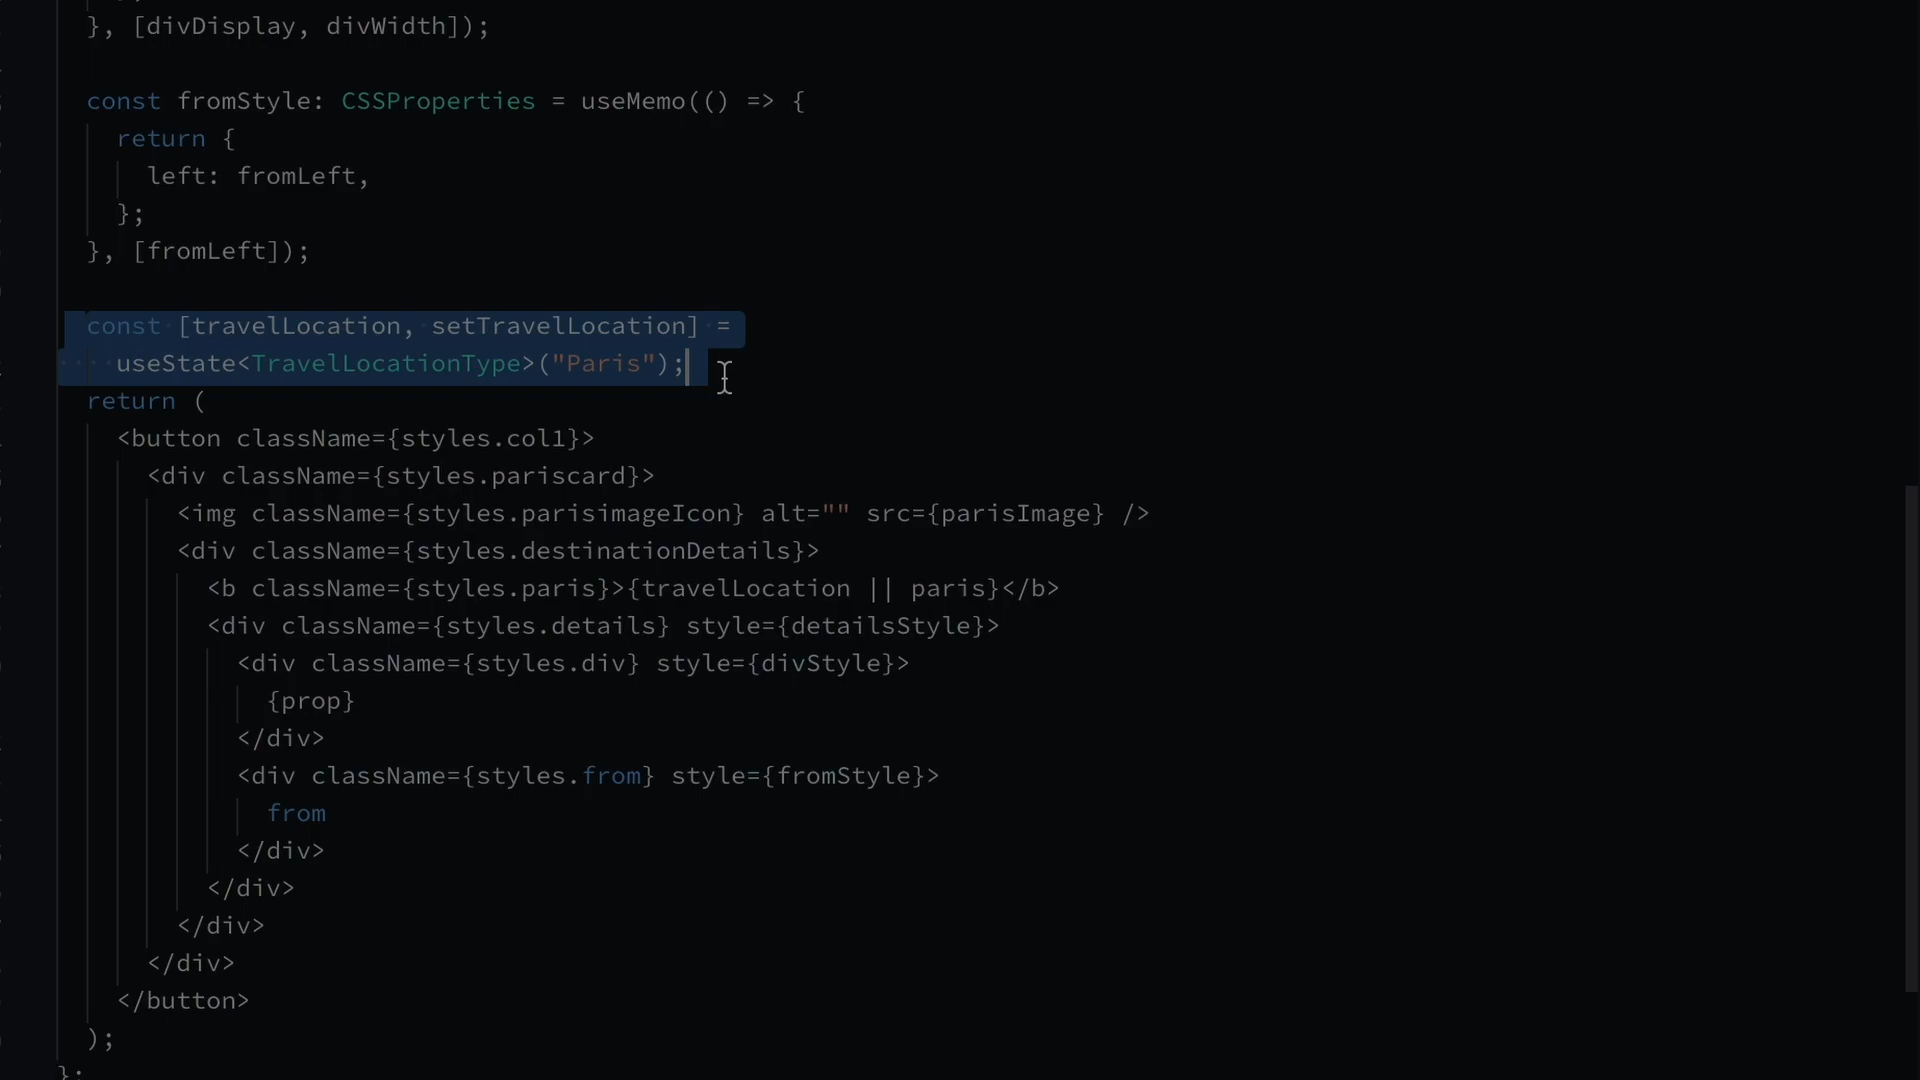 }, [divDisplay, divWidth]);
const fromStyle: CSSProperties = useMemo(() => {
return {
left: fromLeft,
};
}, [fromLeft]);
const [travelLocation, setTravelLocation] =
useState<TravelLocationType>("Paris");
return (
<button className={styles.col1}>
<div className={styles.pariscard}>
<img className={styles.parisimageIcon} alt="" src={parisImage} />
<div className={styles.destinationDetails}>
<b className={styles.paris}>{travelLocation || paris}</b>
<div className={styles.details} style={detailsStyle}>
<div className={styles.div} style={divStyle}>
{prop}
</div>
<div className={styles.from} style={fromStyle}>
from
</div>
</div>
</div>
</div>
</button>
);
};